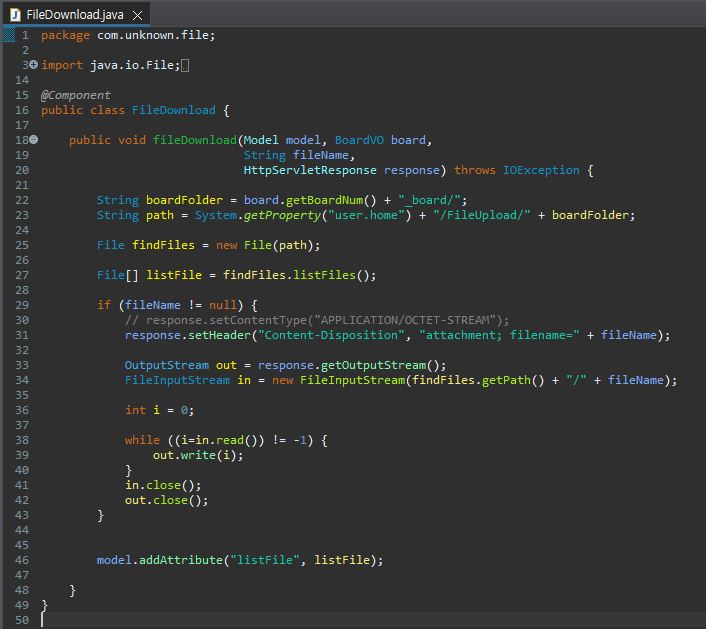 FileDownload.java
1 package com.unknown.file;
2
3 import java.io.File;
14
15 @Component
16 public class FileDownload {
17
18     public void fileDownload(Model model, BoardVO board,
19                              String fileName,
20                              HttpServletResponse response) throws IOException {
21
22         String boardFolder = board.getBoardNum() + "_board/";
23         String path = System.getProperty("user.home") + "/FileUpload/" + boardFolder;
24
25         File findFiles = new File(path);
26
27         File[] listFile = findFiles.listFiles();
28
29         if (fileName != null) {
30             // response.setContentType("APPLICATION/OCTET-STREAM");
31             response.setHeader("Content-Disposition", "attachment; filename=" + fileName);
32
33             OutputStream out = response.getOutputStream();
34             FileInputStream in = new FileInputStream(findFiles.getPath() + "/" + fileName);
35
36             int i = 0;
37
38             while ((i=in.read()) != -1) {
39                 out.write(i);
40             }
41             in.close();
42             out.close();
43         }
44
45
46         model.addAttribute("listFile", listFile);
47
48     }
49 }
50